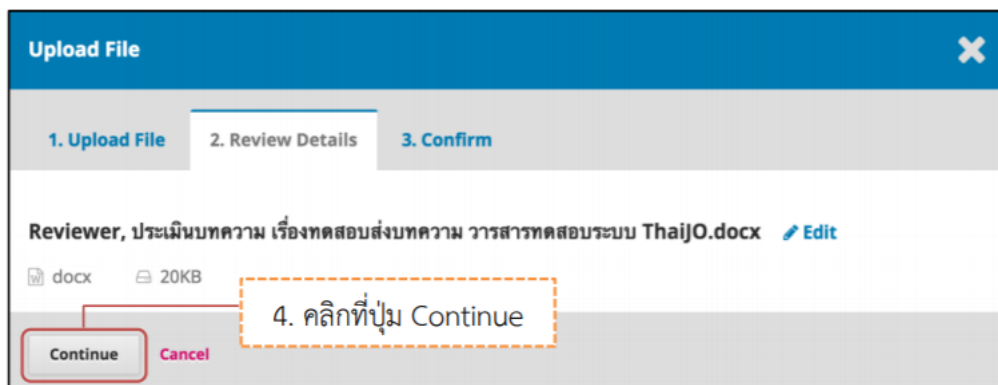 Upload File
1. Upload File 2. Review Details 3. Confirm
Reviewer, ประเมินบทความ เรื่องทดสอบส่งบทความ วารสารทดสอบระบบ ThaiJO.docx Edit
docx 20KB
4. คลิกที่ปุ่ม Continue
Continue Cancel